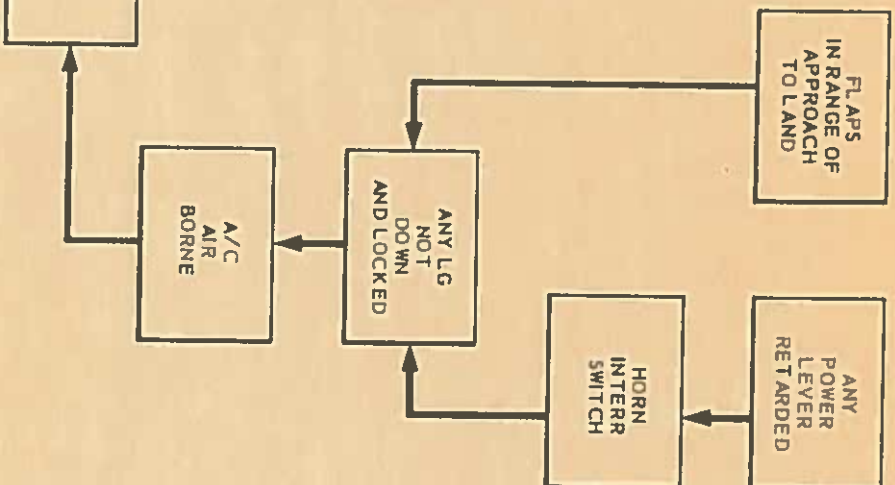 FLAPS
IN RANGE OF
APPROACH
TO LAND
ANY
POWER
LEVER
RETARDED
HORN
INTERR
SWITCH
ANY LG
NOT
DOWN
AND LOCKED
A/C
AIR
BORNE